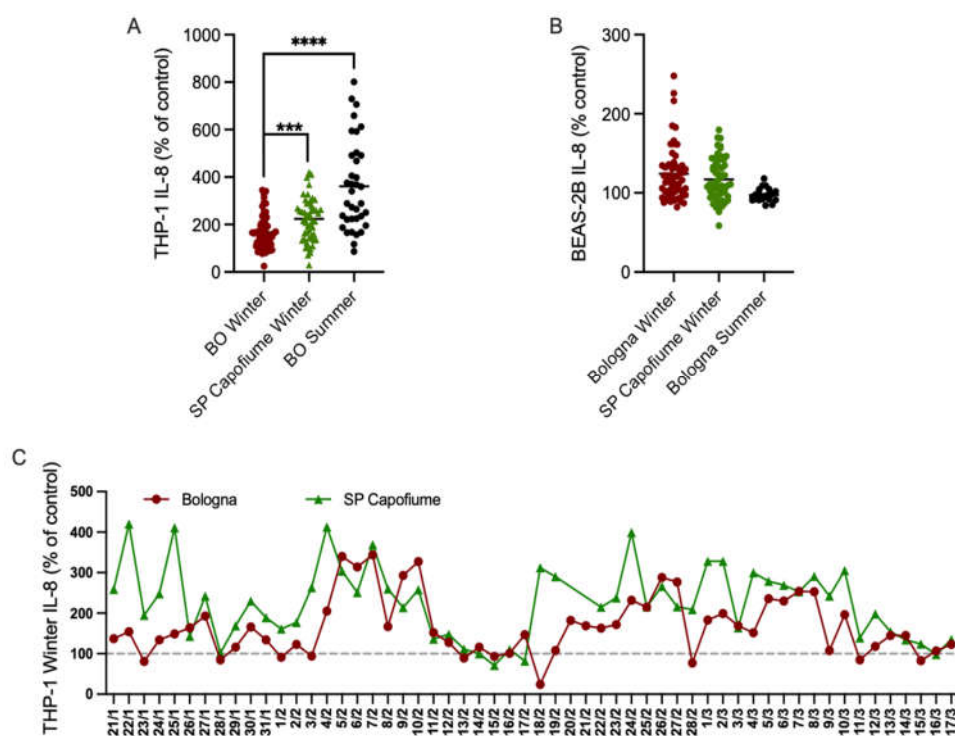 A
THP-1 IL-8 (% of control)
1000
800
600
400
200
0
****
***
BO Winter
SP Capofiume Winter
BO Summer
B
BEAS-2B IL-8 (% control)
300
200
100
0
Bologna Winter
SP Capofiume Winter
Bologna Summer
C
THP-1 Winter IL-8 (% of control)
Bologna
SP Capofiume
500
400
300
200
100
0
21/1 22/1 23/1 24/1 25/1 26/1 27/1 28/1 29/1 30/1 31/1 1/2 2/2 3/2 4/2 5/2 6/2 7/2 8/2 9/2 10/2 11/2 12/2 13/2 14/2 15/2 16/2 17/2 18/2 19/2 20/2 21/2 22/2 23/2 24/2 25/2 26/2 27/2 28/2 1/3 2/3 3/3 4/3 5/3 6/3 7/3 8/3 9/3 10/3 11/3 12/3 13/3 14/3 15/3 16/3 17/3